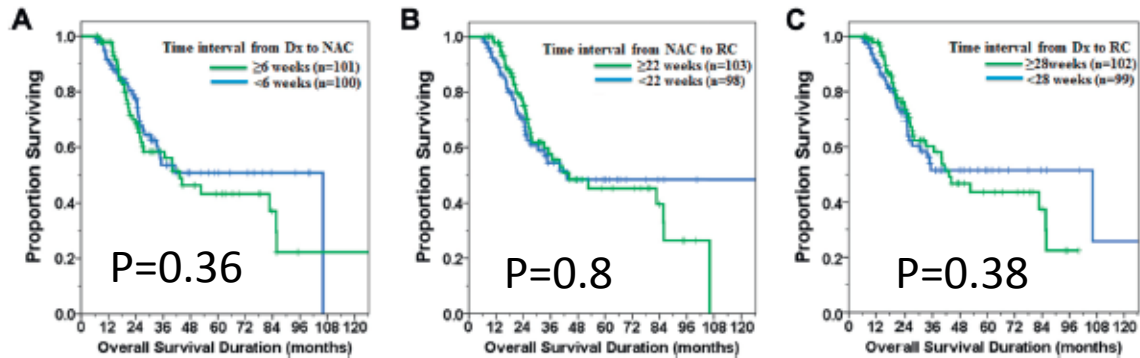 A
Proportion Surviving
1.0
0.8
0.6
0.4
0.2
0.0
Time interval from Dx to NAC
≥6 weeks (n=101)
<6 weeks (n=100)
P=0.36
0 12 24 36 48 60 72 84 96 108 120
Overall Survival Duration (months)
B
Proportion Surviving
1.0
0.8
0.6
0.4
0.2
0.0
Time interval from NAC to RC
≥22 weeks (n=103)
<22 weeks (n=98)
P=0.8
0 12 24 36 48 60 72 84 96 108 120
Overall Survival Duration (months)
C
Proportion Surviving
1.0
0.8
0.6
0.4
0.2
0.0
Time interval from Dx to RC
≥28weeks (n=102)
<28 weeks (n=99)
P=0.38
0 12 24 36 48 60 72 84 96 108 120
Overall Survival Duration (months)